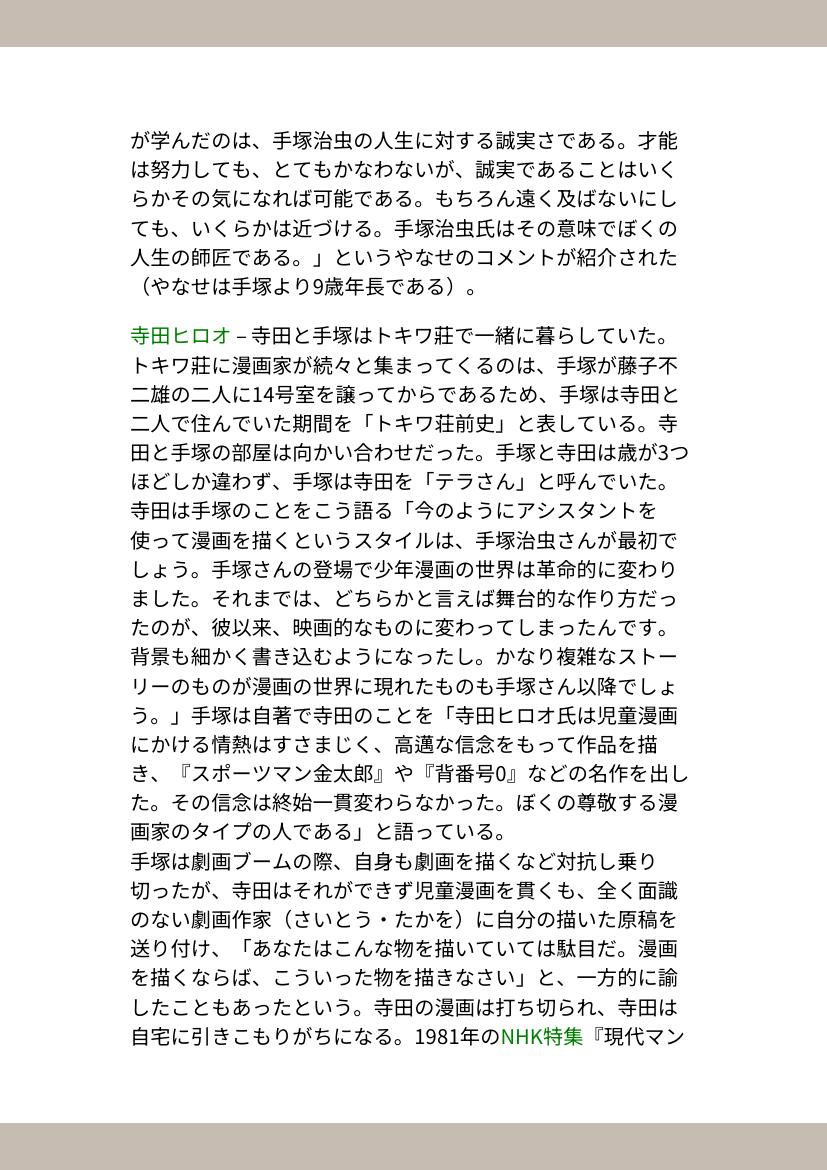 が学んだのは、手塚治虫の人生に対する誠実さである。才能
は努力しても、とてもかなわないが、誠実であることはいく
らかその気になれば可能である。もちろん遠く及ばないにし
ても、いくらかは近づける。手塚治虫氏はその意味でぼくの
人生の師匠である。」というやなせのコメントが紹介された
（やなせは手塚より9歳年長である）。
寺田ヒロオ – 寺田と手塚はトキワ荘で一緒に暮らしていた。
トキワ荘に漫画家が続々と集まってくるのは、手塚が藤子不
二雄の二人に14号室を譲ってからであるため、手塚は寺田と
二人で住んでいた期間を「トキワ荘前史」と表している。寺
田と手塚の部屋は向かい合わせだった。手塚と寺田は歳が3つ
ほどしか違わず、手塚は寺田を「テラさん」と呼んでいた。
寺田は手塚のことをこう語る「今のようにアシスタントを
使って漫画を描くというスタイルは、手塚治虫さんが最初で
しょう。手塚さんの登場で少年漫画の世界は革命的に変わり
ました。それまでは、どちらかと言えば舞台的な作り方だっ
たのが、彼以来、映画的なものに変わってしまったんです。
背景も細かく書き込むようになったし。かなり複雑なストー
リーのものが漫画の世界に現れたものも手塚さん以降でしょ
う。」手塚は自著で寺田のことを「寺田ヒロオ氏は児童漫画
にかける情熱はすさまじく、高邁な信念をもって作品を描
き、『スポーツマン金太郎』や『背番号0』などの名作を出し
た。その信念は終始一貫変わらなかった。ぼくの尊敬する漫
画家のタイプの人である」と語っている。
手塚は劇画ブームの際、自身も劇画を描くなど対抗し乗り
切ったが、寺田はそれができず児童漫画を貫くも、全く面識
のない劇画作家（さいとう・たかを）に自分の描いた原稿を
送り付け、「あなたはこんな物を描いていては駄目だ。漫画
を描くならば、こういった物を描きなさい」と、一方的に諭
したこともあったという。寺田の漫画は打ち切られ、寺田は
自宅に引きこもりがちになる。1981年のNHK特集『現代マン